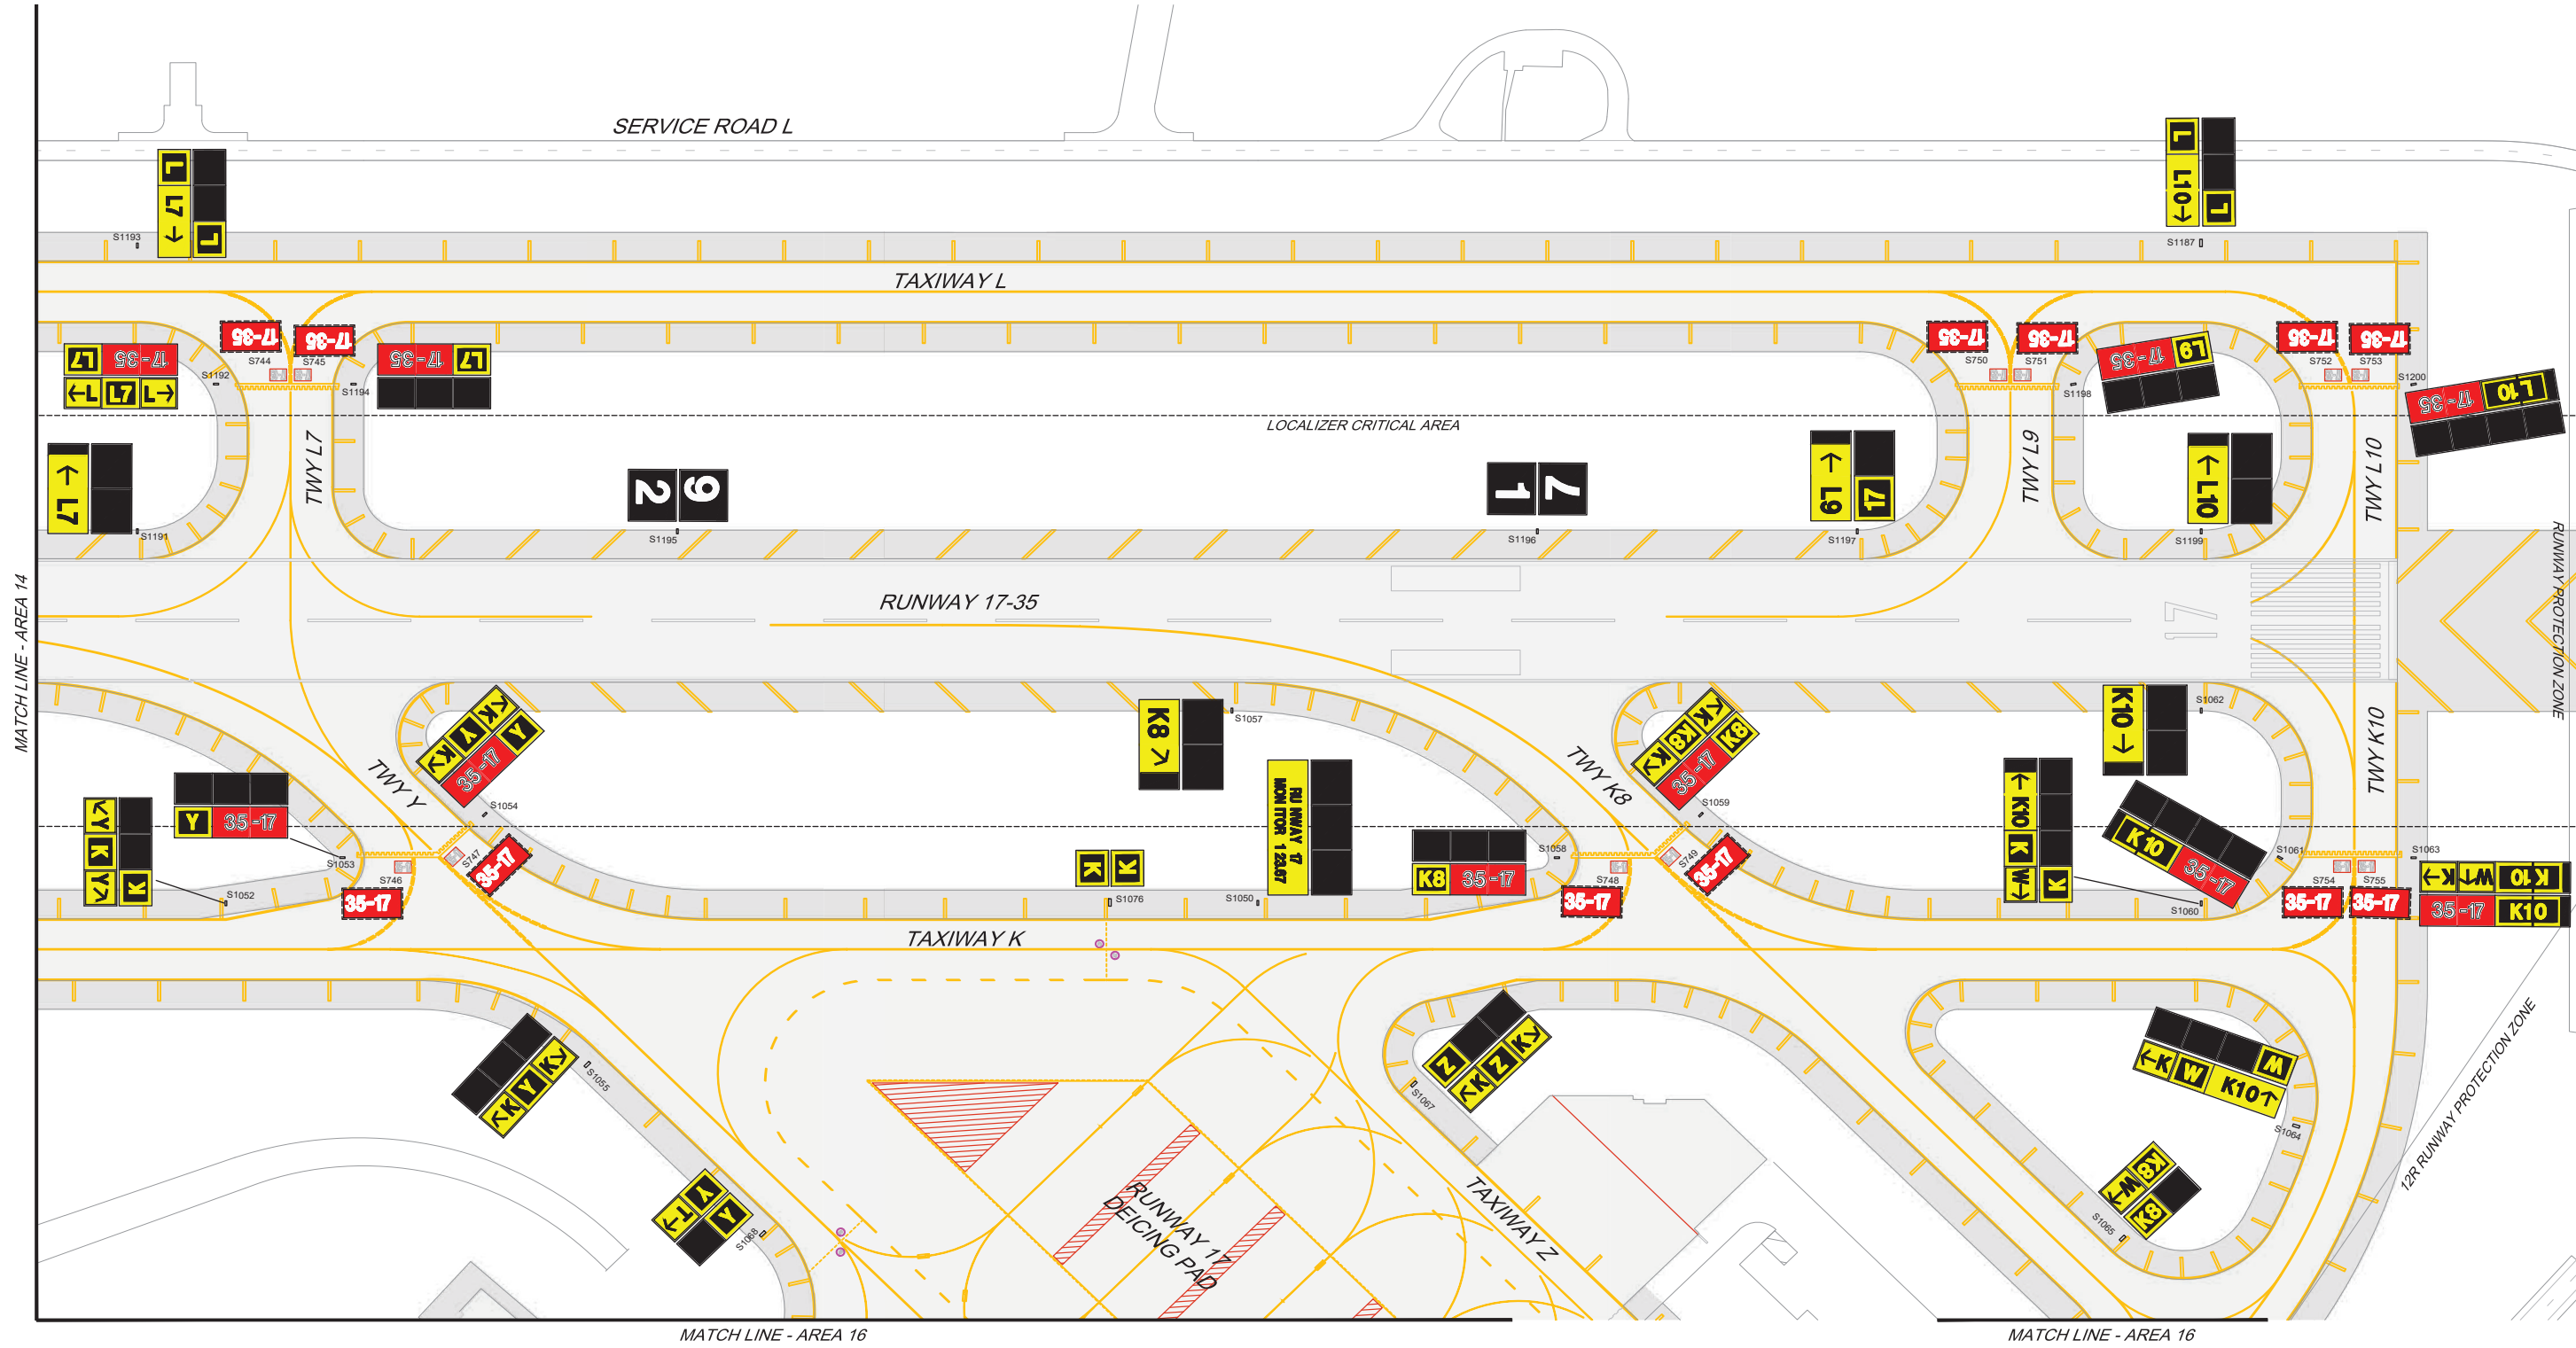 SERVICE ROAD L
L
L7 →
L
L
L10→
L
S1193
S1187
TAXIWAY L
17-35
17-35
17-35
17-35
17-35
17-35
S744
S745
S750
S751
S752
S753
L7 17-35
←L L7 L→
S1192
S1194
17-35 L7
S1198
17-35 L9
S1200
17-35 L10
LOCALIZER CRITICAL AREA
← L7
S1191
TWY L7
2 9
S1195
1 7
S1196
← L9
17
S1197
TWY L9
← L10
S1199
TWY L10
RUNWAY PROTECTION ZONE
MATCH LINE - AREA 14
RUNWAY 17-35
17
TWY Y
↖K Y K↗
Y 35-17
S1054
K8 ↗
S1057
TWY K8
↖K K8 K↗
K8 35-17
S1059
K10 →
S1062
TWY K10
↖Y K Y↘
K
S1052
Y 35-17
S1053
S746
S747
35-17
35-17
K K
S1076
S1050
RUNWAY 17
MONITOR 123.67
K8 35-17
S1058
S748
S749
35-17
35-17
← K10 K W→
K
S1060
K10 35-17
S1061
S754
S755
S1063
35-17
35-17
←K W1 K10
35-17 K10
TAXIWAY K
←K Y K↗
S1055
Z
←K Z K↗
S1067
W
←K W K10↑
S1064
K8
←W
K8
S1065
12R RUNWAY PROTECTION ZONE
Y
←T
Y
S1068
RUNWAY 17
DEICING PAD
TAXIWAY Z
MATCH LINE - AREA 16
MATCH LINE - AREA 16